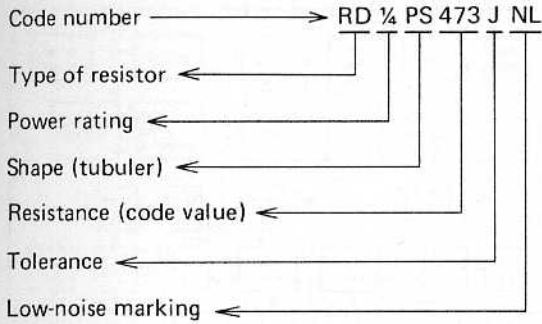 Code number RD ¼ PS 473 J NL
Type of resistor
Power rating
Shape (tubuler)
Resistance (code value)
Tolerance
Low-noise marking